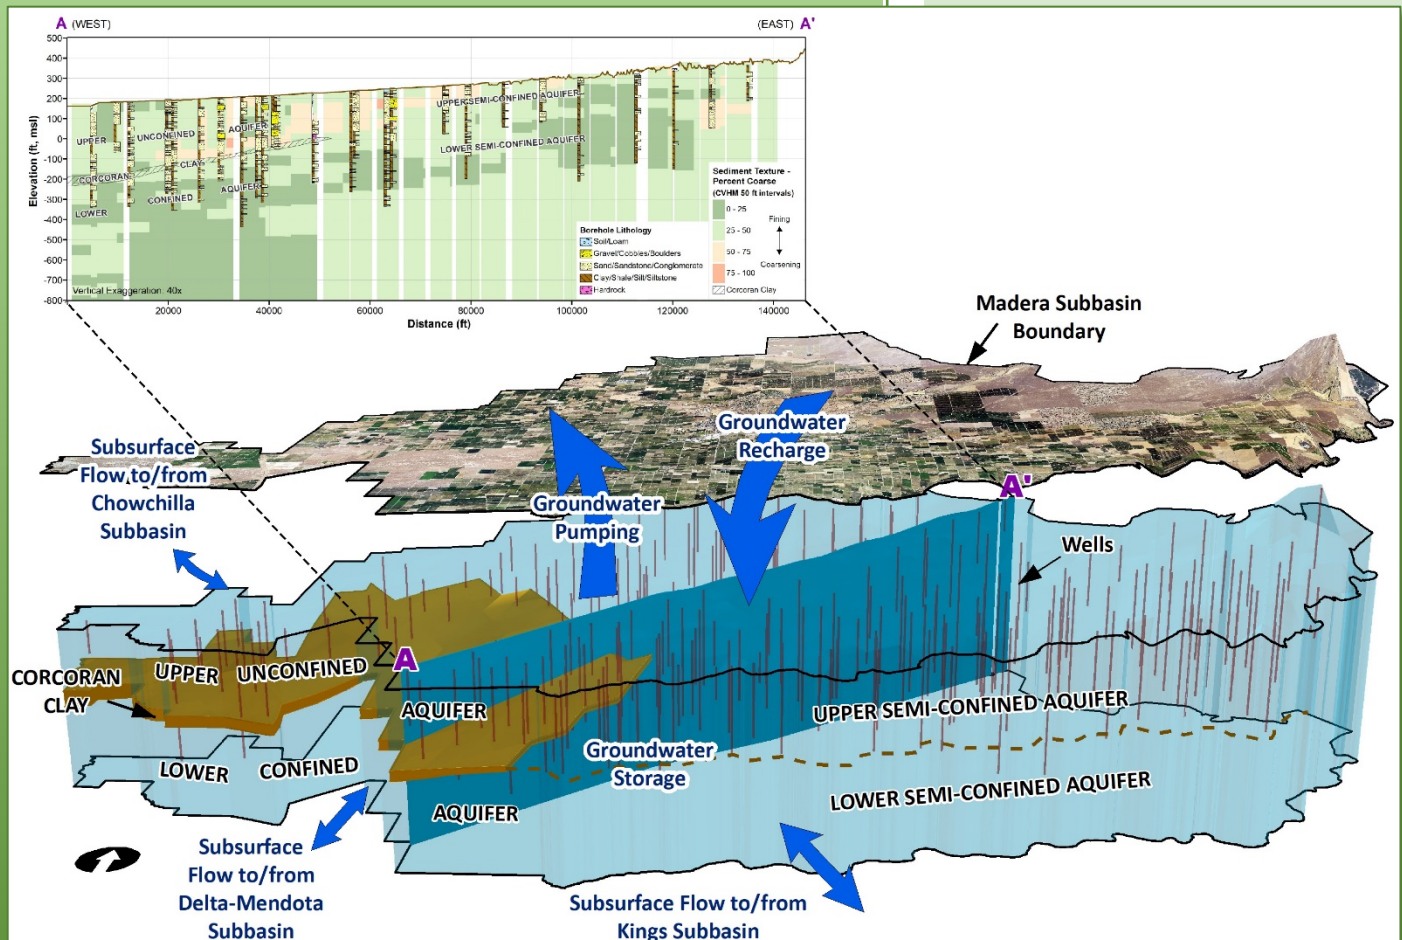 A (WEST)
(EAST) A'
500
400
300
200
100
0
-100
-200
-300
-400
-500
-600
-700
-800
Elevation (ft, msl)
UPPER UNCONFINED AQUIFER
UPPER SEMI-CONFINED AQUIFER
LOWER SEMI-CONFINED AQUIFER
CORCORAN CLAY
LOWER CONFINED AQUIFER
Vertical Exaggeration: 40x
Borehole Lithology
Soil/Loam
Gravel/Cobbles/Boulders
Sand/Sandstone/Conglomerate
Clay/Shale/Silt/Siltstone
Hardrock
Sediment Texture -
Percent Coarse
(CVHM 50 ft intervals)
0 - 25
25 - 50
50 - 75
75 - 100
Fining
Coarsening
Corcoran Clay
20000 40000 60000 80000 100000 120000 140000
Distance (ft)
Madera Subbasin
Boundary
Subsurface
Flow to/from
Chowchilla
Subbasin
Groundwater
Pumping
Groundwater
Recharge
A'
Wells
A
CORCORAN
CLAY
UPPER UNCONFINED
AQUIFER
UPPER SEMI-CONFINED AQUIFER
LOWER CONFINED
AQUIFER
Groundwater
Storage
LOWER SEMI-CONFINED AQUIFER
Subsurface
Flow to/from
Delta-Mendota
Subbasin
Subsurface Flow to/from
Kings Subbasin